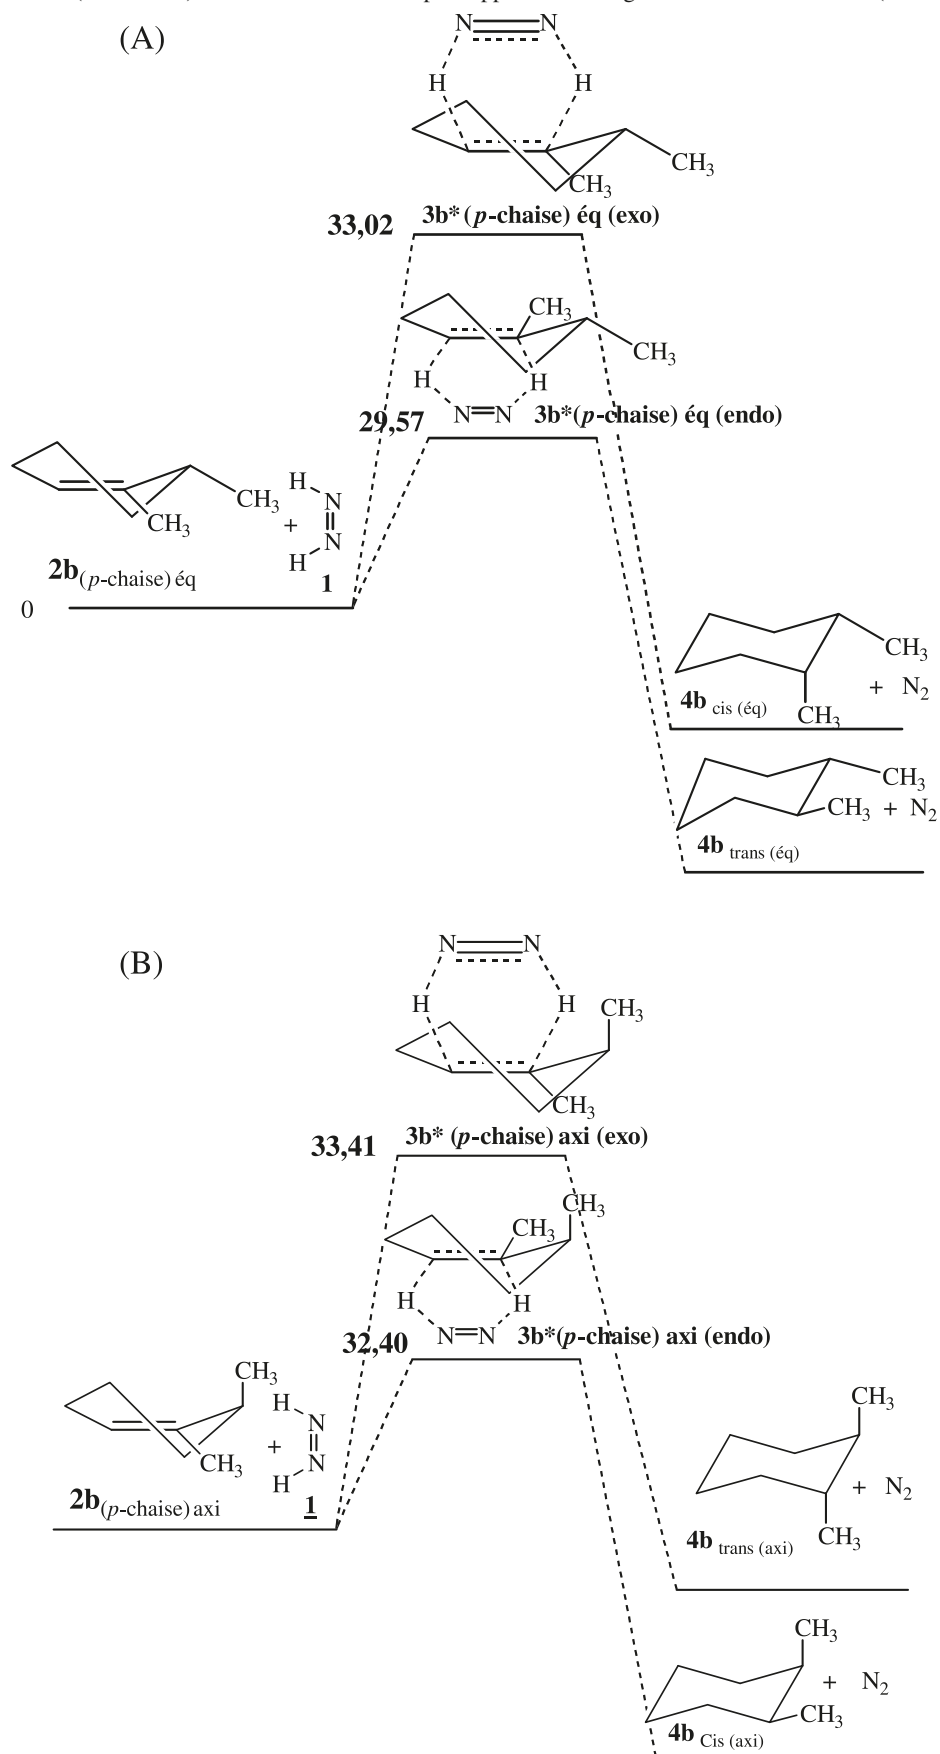 (A)
N N
H H
CH3
CH3
3b* (p-chaise) éq (exo)
33,02
CH3
CH3
H H
N=N
3b*(p-chaise) éq (endo)
29,57
CH3
CH3
+
H
N
N
H
2b(p-chaise) éq
1
0
CH3
CH3
+ N2
4b cis (éq)
CH3
CH3 + N2
4b trans (éq)
(B)
N N
H H
CH3
CH3
3b* (p-chaise) axi (exo)
33,41
CH3
CH3
H H
N=N
3b*(p-chaise) axi (endo)
32,40
CH3
CH3
+
H
N
N
H
2b(p-chaise) axi
1
CH3
CH3
+ N2
4b trans (axi)
CH3
CH3
+ N2
4b Cis (axi)